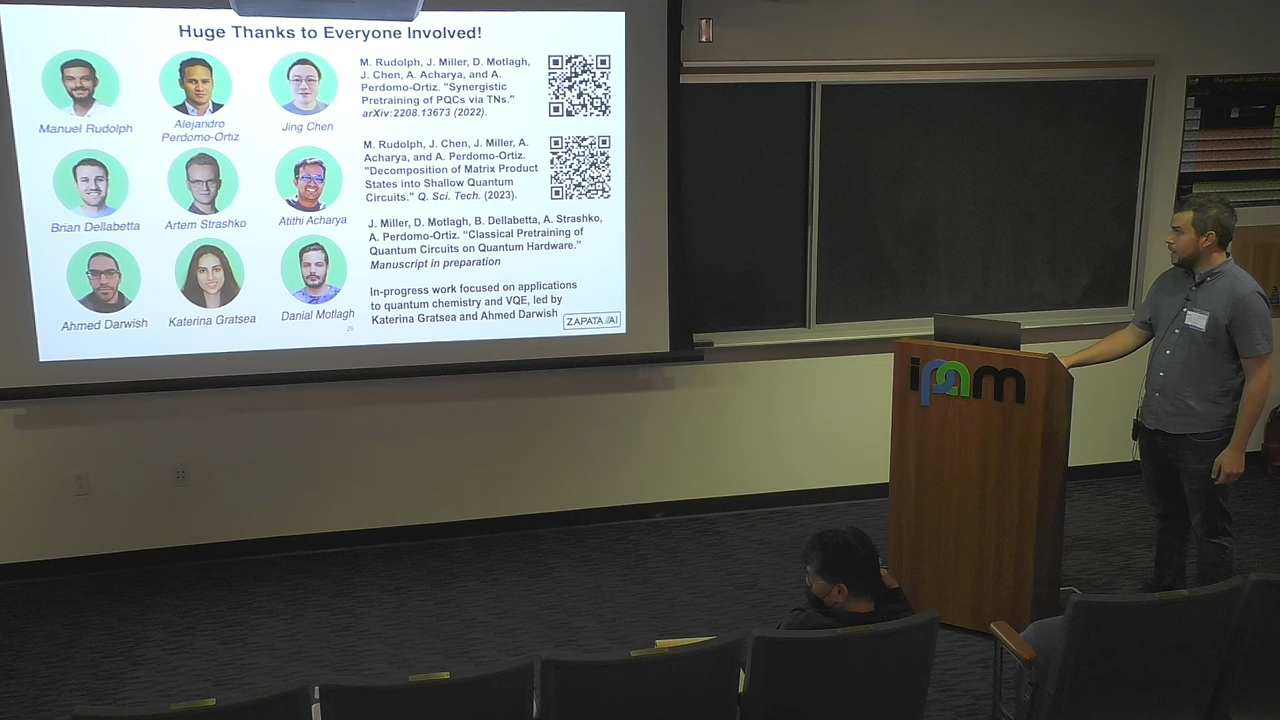 Huge Thanks to Everyone Involved!
Manuel Rudolph
Alejandro
Perdomo-Ortiz
Jing Chen
Brian Dellabetta
Artem Strashko
Atithi Acharya
Ahmed Darwish
Katerina Gratsea
Danial Motlagh
M. Rudolph, J. Miller, D. Motlagh,
J. Chen, A. Acharya, and A.
Perdomo-Ortiz. "Synergistic
Pretraining of PQCs via TNs."
arXiv:2208.13673 (2022).
M. Rudolph, J. Chen, J. Miller, A.
Acharya, and A. Perdomo-Ortiz.
"Decomposition of Matrix Product
States into Shallow Quantum
Circuits." Q. Sci. Tech. (2023).
J. Miller, D. Motlagh, B. Dellabetta, A. Strashko,
A. Perdomo-Ortiz. "Classical Pretraining of
Quantum Circuits on Quantum Hardware."
Manuscript in preparation
In-progress work focused on applications
to quantum chemistry and VQE, led by
Katerina Gratsea and Ahmed Darwish
26
ZAPATA //AI
ipam